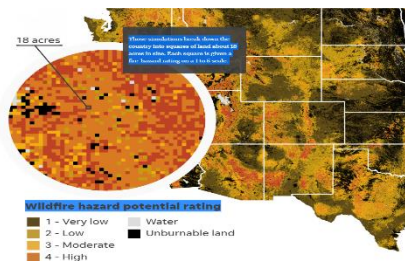 18 acres
These simulations break down the
country into squares of land about 18
acres in size. Each square is given a
fire hazard rating on a 1 to 5 scale.
Wildfire hazard potential rating
1 - Very low
2 - Low
3 - Moderate
4 - High
Water
Unburnable land